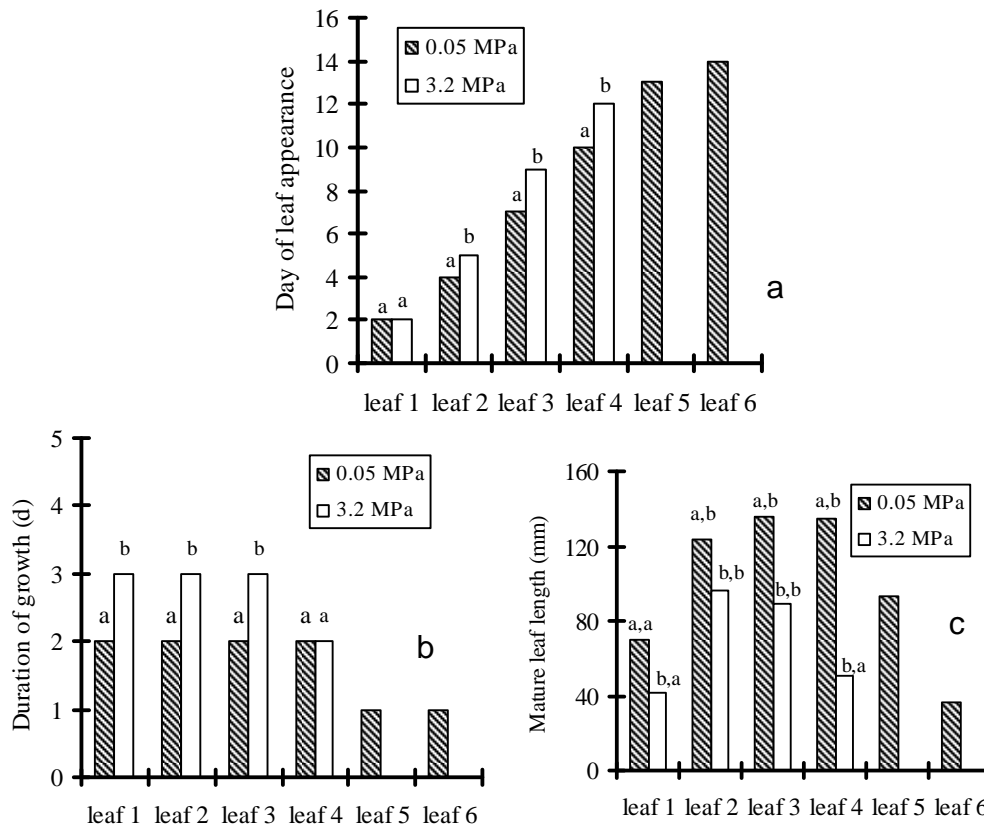 Day of leaf appearance
16
14
12
10
8
6
4
2
0
0.05 MPa
3.2 MPa
a a
a b
a b
a b
leaf 1 leaf 2 leaf 3 leaf 4 leaf 5 leaf 6
a
Duration of growth (d)
5
4
3
2
1
0
0.05 MPa
3.2 MPa
a b
a b
a b
a a
leaf 1 leaf 2 leaf 3 leaf 4 leaf 5 leaf 6
b
Mature leaf length (mm)
160
120
80
40
0
0.05 MPa
3.2 MPa
a,a b,a
a,b b,b
a,b b,b
a,b b,a
leaf 1 leaf 2 leaf 3 leaf 4 leaf 5 leaf 6
c